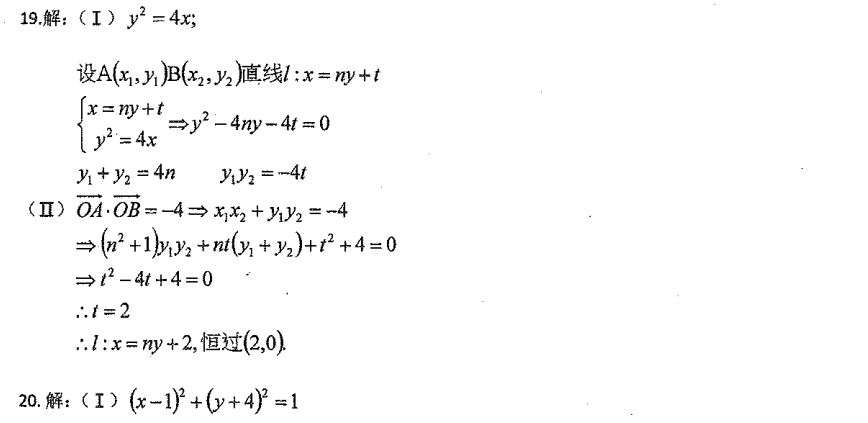 19.解：（Ⅰ）y² = 4x;
设A(x₁, y₁)B(x₂, y₂)直线l : x = ny + t
{x = ny + t
y² = 4x ⇒ y² − 4ny − 4t = 0
y₁ + y₂ = 4n  y₁y₂ = −4t
（Ⅱ）\overrightarrow{OA}·\overrightarrow{OB} = −4 ⇒ x₁x₂ + y₁y₂ = −4
⇒ (n² + 1)y₁y₂ + nt(y₁ + y₂) + t² + 4 = 0
⇒ t² − 4t + 4 = 0
∴ t = 2
∴ l : x = ny + 2, 恒过(2,0).
20. 解：（Ⅰ）(x − 1)² + (y + 4)² = 1